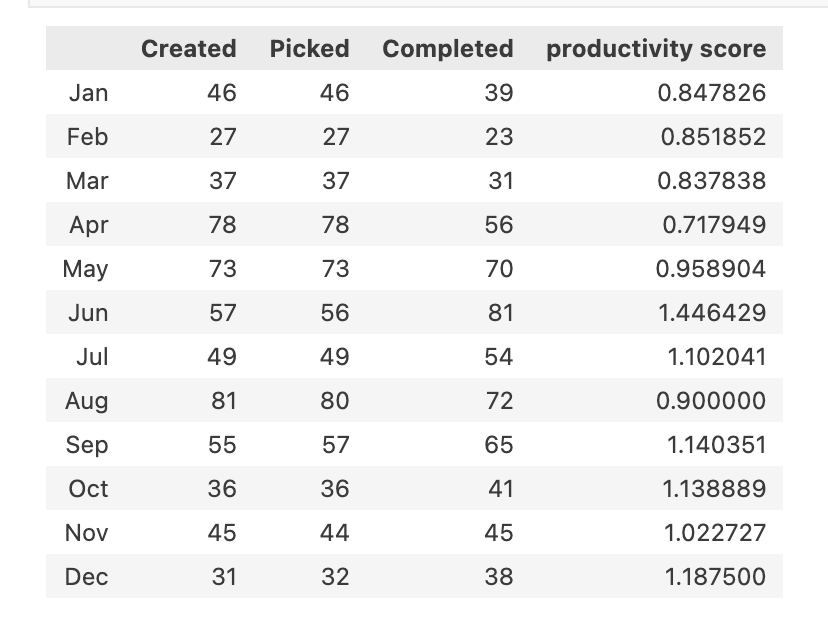 Created Picked Completed productivity score
Jan 46 46 39 0.847826
Feb 27 27 23 0.851852
Mar 37 37 31 0.837838
Apr 78 78 56 0.717949
May 73 73 70 0.958904
Jun 57 56 81 1.446429
Jul 49 49 54 1.102041
Aug 81 80 72 0.900000
Sep 55 57 65 1.140351
Oct 36 36 41 1.138889
Nov 45 44 45 1.022727
Dec 31 32 38 1.187500